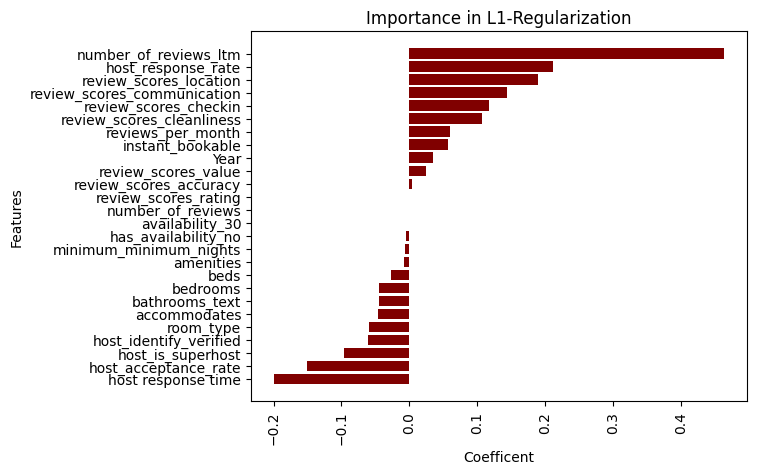 Importance in L1-Regularization
Features
number_of_reviews_ltm
host_response_rate
review_scores_location
review_scores_communication
review_scores_checkin
review_scores_cleanliness
reviews_per_month
instant_bookable
Year
review_scores_value
review_scores_accuracy
review_scores_rating
number_of_reviews
availability_30
has_availability_no
minimum_minimum_nights
amenities
beds
bedrooms
bathrooms_text
accommodates
room_type
host_identify_verified
host_is_superhost
host_acceptance_rate
host response time
−0.2
−0.1
0.0
0.1
0.2
0.3
0.4
Coefficent